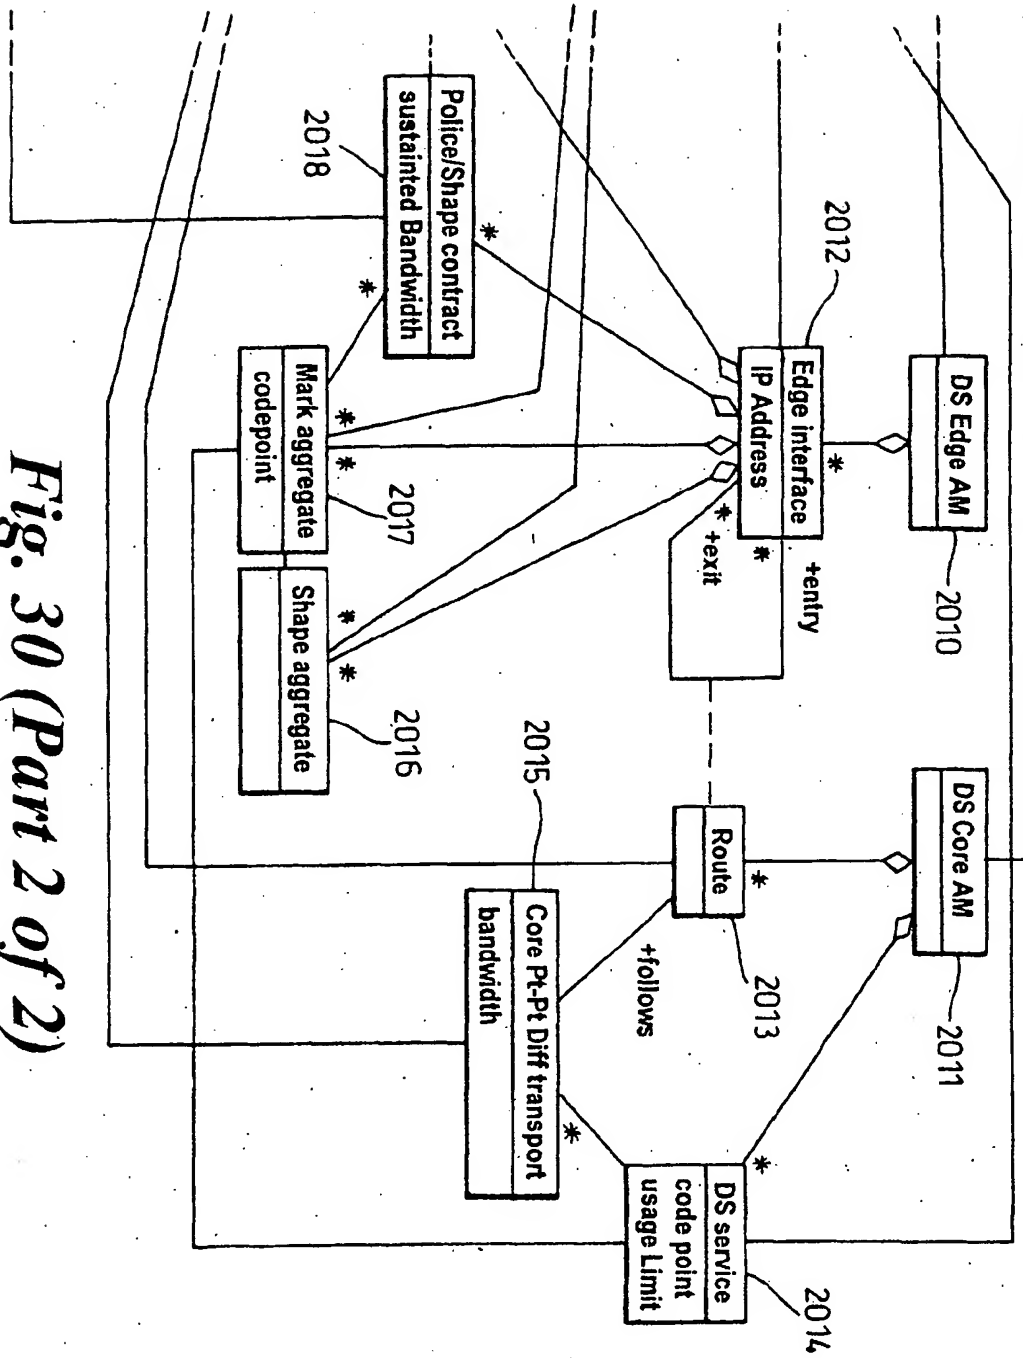 DS Edge AM
2010
DS Core AM
2011
2012
Edge interface
IP Address
*
+entry
*
*
+exit
Route
2013
*
+follows
DS service
code point
usage Limit
2014
*
Police/Shape contract
sustainted Bandwidth
2018
*
*
Mark aggregate
codepoint
2017
*
*
Shape aggregate
2016
*
*
2015
Core Pt-Pt Diff transport
bandwidth
*
Fig. 30 (Part 2 of 2)